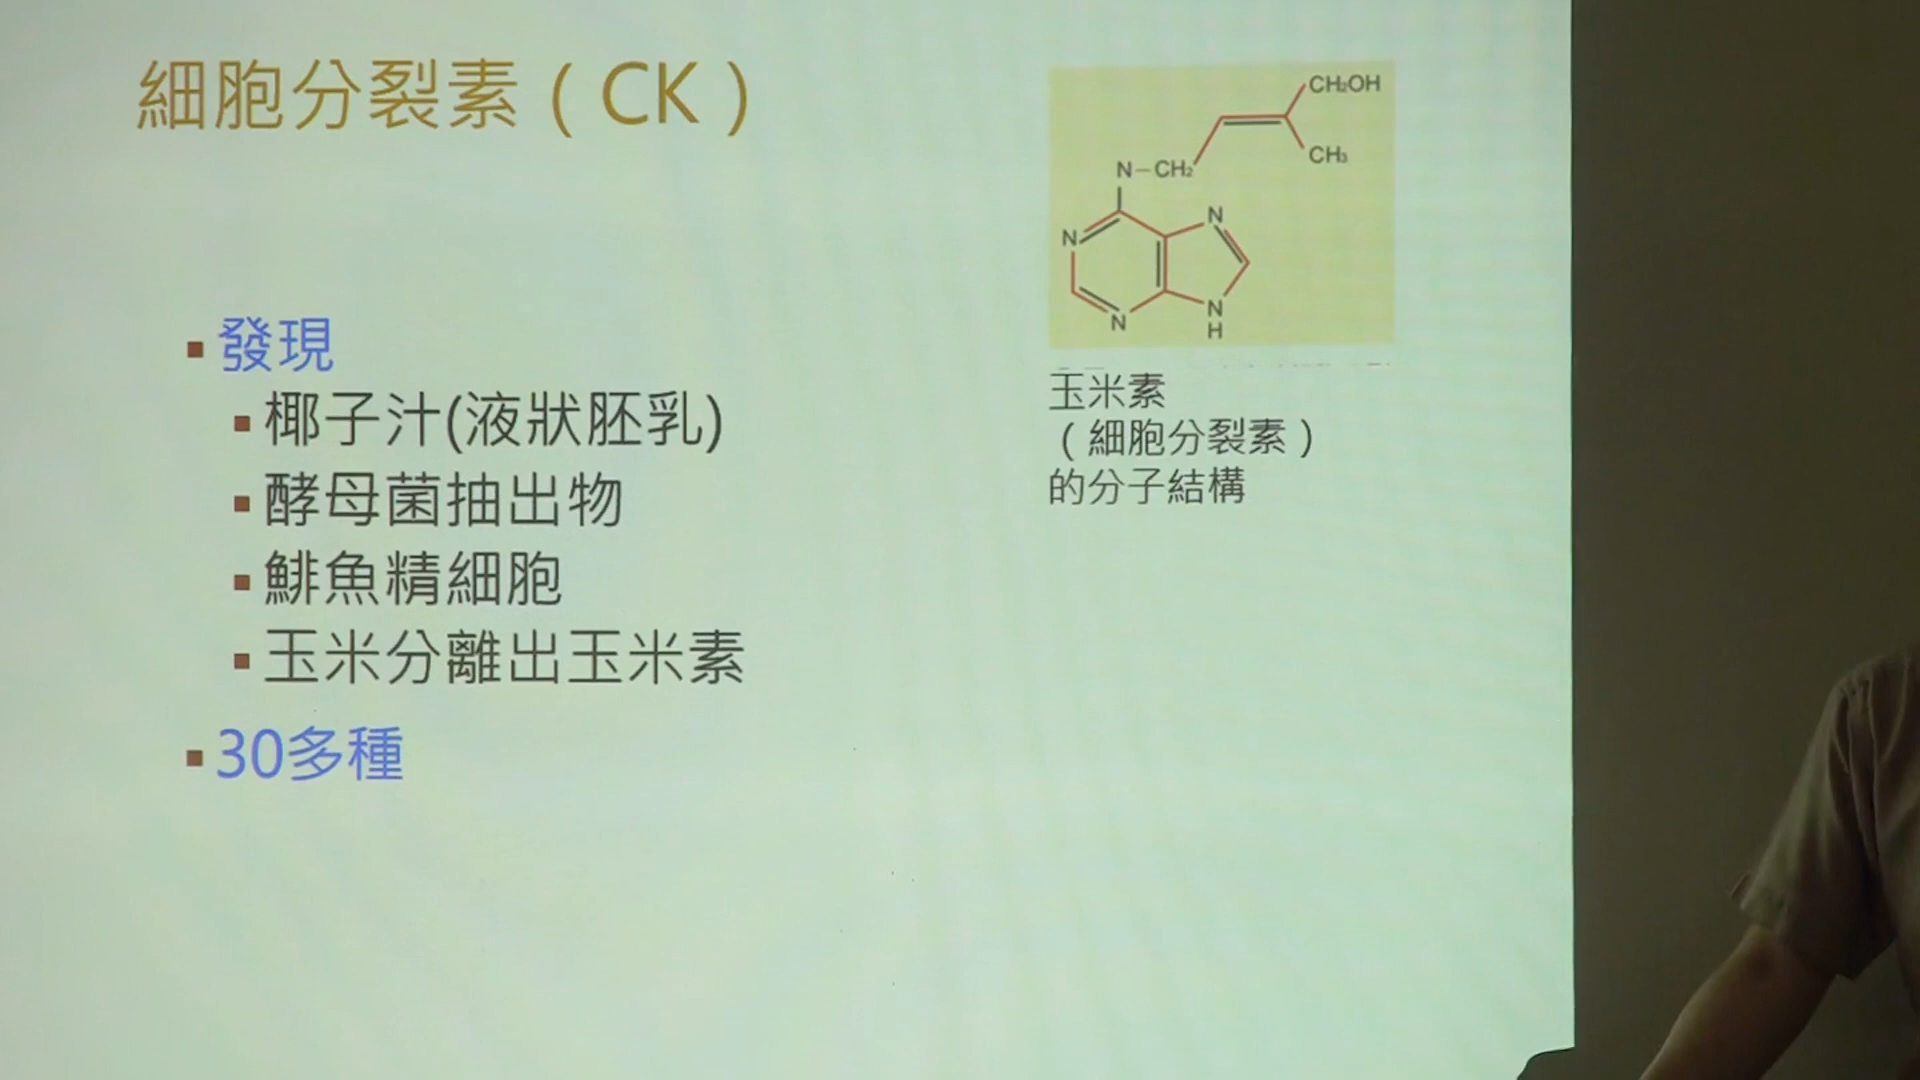 細胞分裂素（CK）
發現
椰子汁(液狀胚乳)
酵母菌抽出物
鯡魚精細胞
玉米分離出玉米素
30多種
CH₂OH
CH₃
N－CH₂
N
N
N
N
H
玉米素
（細胞分裂素）
的分子結構